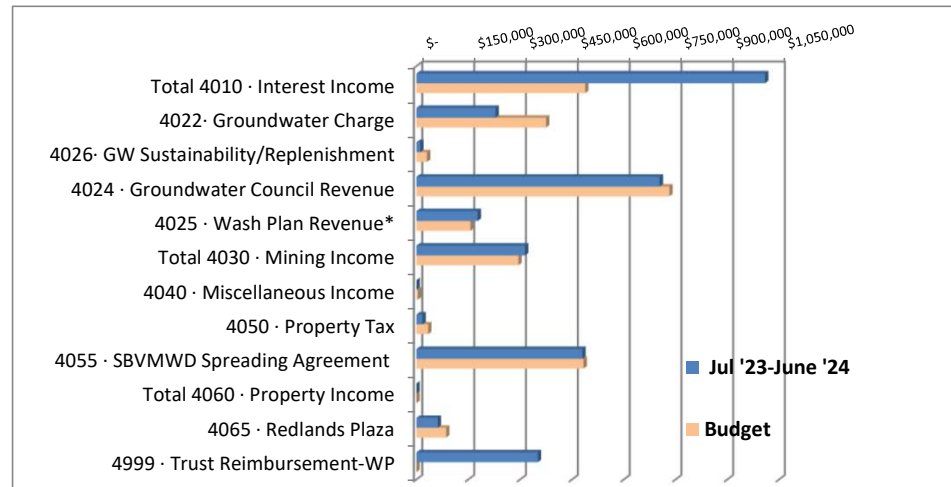 $- $150,000 $300,000 $450,000 $600,000 $750,000 $900,000 $1,050,000
Total 4010 · Interest Income
4022· Groundwater Charge
4026· GW Sustainability/Replenishment
4024 · Groundwater Council Revenue
4025 · Wash Plan Revenue*
Total 4030 · Mining Income
4040 · Miscellaneous Income
4050 · Property Tax
4055 · SBVMWD Spreading Agreement
Jul '23-June '24
Total 4060 · Property Income
4065 · Redlands Plaza
Budget
4999 · Trust Reimbursement-WP